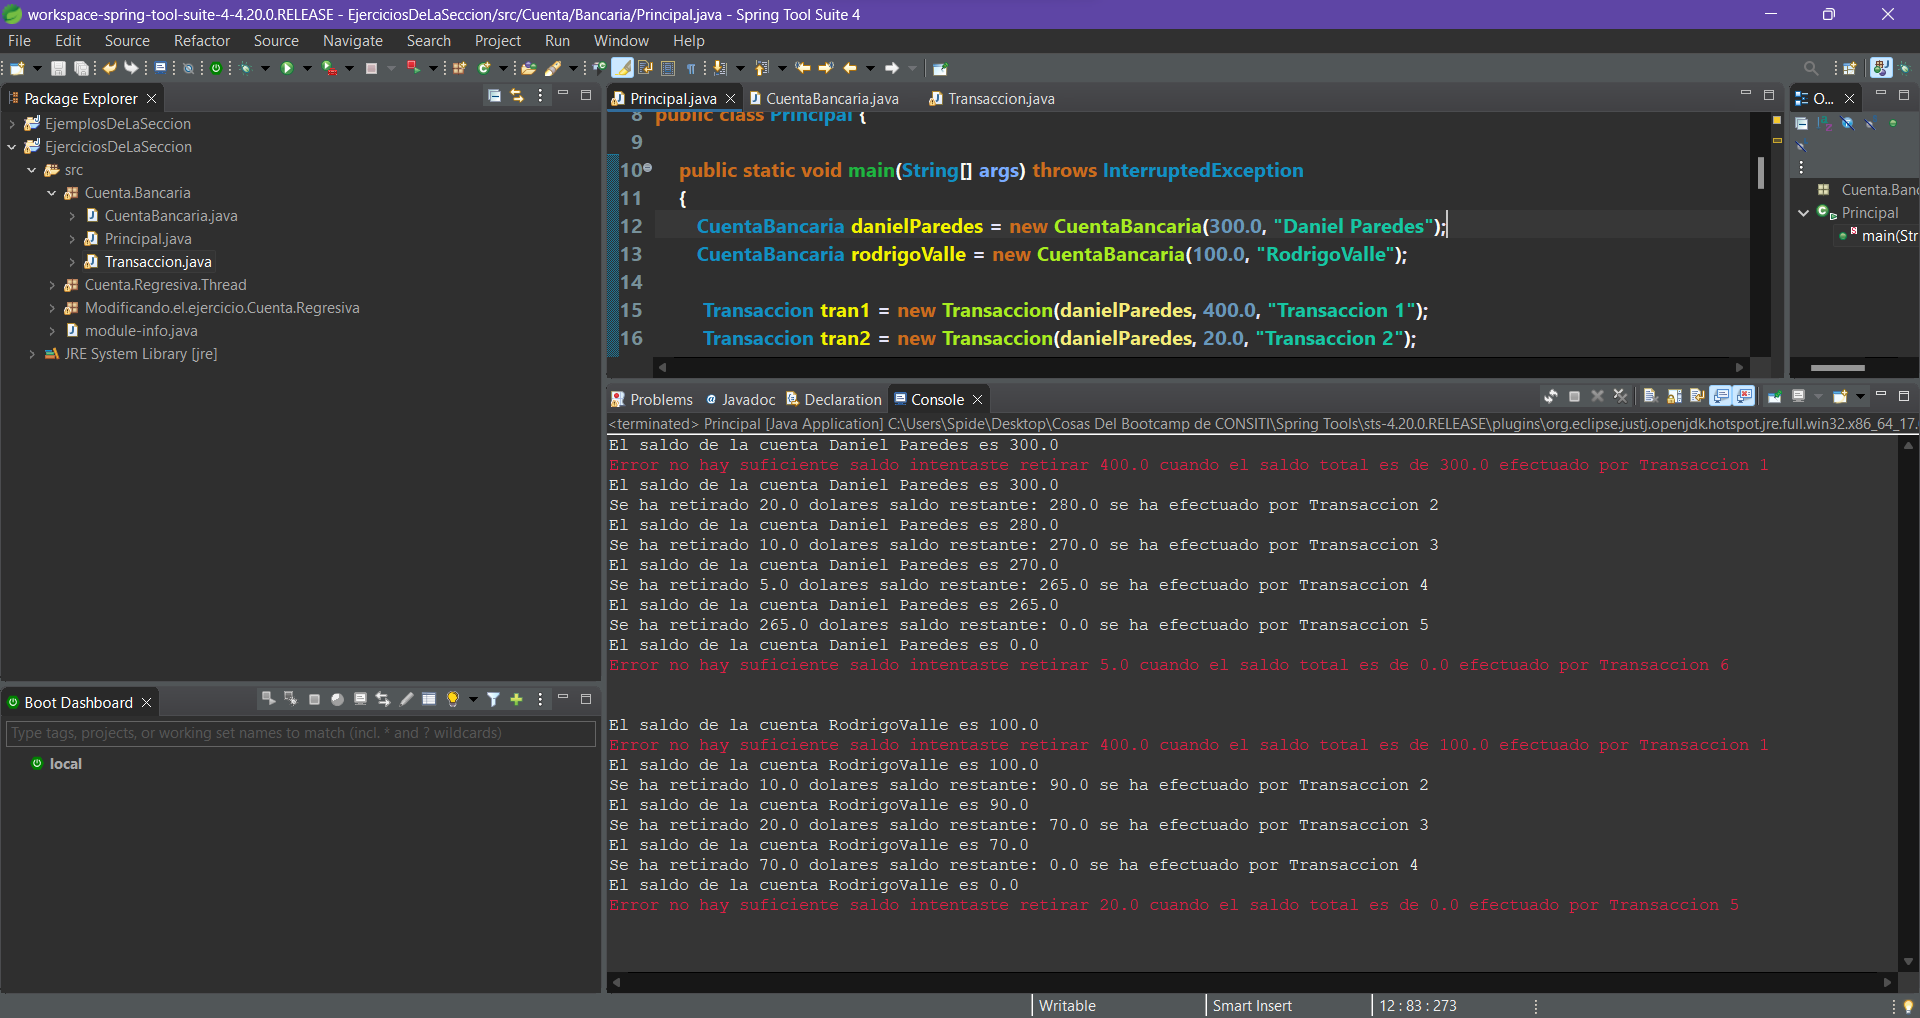 workspace-spring-tool-suite-4-4.20.0.RELEASE - EjerciciosDeLaSeccion/src/Cuenta/Bancaria/Principal.java - Spring Tool Suite 4
File Edit Source Refactor Source Navigate Search Project Run Window Help
Package Explorer
EjemplosDeLaSeccion
EjerciciosDeLaSeccion
src
Cuenta.Bancaria
CuentaBancaria.java
Principal.java
Transaccion.java
Cuenta.Regresiva.Thread
Modificando.el.ejercicio.Cuenta.Regresiva
module-info.java
JRE System Library [jre]
Boot Dashboard
Type tags, projects, or working set names to match (incl. * and ? wildcards)
local
Principal.java CuentaBancaria.java Transaccion.java
8 public class Principal {
9
10 public static void main(String[] args) throws InterruptedException
11 {
12 CuentaBancaria danielParedes = new CuentaBancaria(300.0, "Daniel Paredes");
13 CuentaBancaria rodrigoValle = new CuentaBancaria(100.0, "RodrigoValle");
14
15 Transaccion tran1 = new Transaccion(danielParedes, 400.0, "Transaccion 1");
16 Transaccion tran2 = new Transaccion(danielParedes, 20.0, "Transaccion 2");
O...
Cuenta.Ban
Principal
main(Str
Problems Javadoc Declaration Console
<terminated> Principal [Java Application] C:\Users\Spide\Desktop\Cosas Del Bootcamp de CONSITI\Spring Tools\sts-4.20.0.RELEASE\plugins\org.eclipse.justj.openjdk.hotspot.jre.full.win32.x86_64_17.
El saldo de la cuenta Daniel Paredes es 300.0
Error no hay suficiente saldo intentaste retirar 400.0 cuando el saldo total es de 300.0 efectuado por Transaccion 1
El saldo de la cuenta Daniel Paredes es 300.0
Se ha retirado 20.0 dolares saldo restante: 280.0 se ha efectuado por Transaccion 2
El saldo de la cuenta Daniel Paredes es 280.0
Se ha retirado 10.0 dolares saldo restante: 270.0 se ha efectuado por Transaccion 3
El saldo de la cuenta Daniel Paredes es 270.0
Se ha retirado 5.0 dolares saldo restante: 265.0 se ha efectuado por Transaccion 4
El saldo de la cuenta Daniel Paredes es 265.0
Se ha retirado 265.0 dolares saldo restante: 0.0 se ha efectuado por Transaccion 5
El saldo de la cuenta Daniel Paredes es 0.0
Error no hay suficiente saldo intentaste retirar 5.0 cuando el saldo total es de 0.0 efectuado por Transaccion 6
El saldo de la cuenta RodrigoValle es 100.0
Error no hay suficiente saldo intentaste retirar 400.0 cuando el saldo total es de 100.0 efectuado por Transaccion 1
El saldo de la cuenta RodrigoValle es 100.0
Se ha retirado 10.0 dolares saldo restante: 90.0 se ha efectuado por Transaccion 2
El saldo de la cuenta RodrigoValle es 90.0
Se ha retirado 20.0 dolares saldo restante: 70.0 se ha efectuado por Transaccion 3
El saldo de la cuenta RodrigoValle es 70.0
Se ha retirado 70.0 dolares saldo restante: 0.0 se ha efectuado por Transaccion 4
El saldo de la cuenta RodrigoValle es 0.0
Error no hay suficiente saldo intentaste retirar 20.0 cuando el saldo total es de 0.0 efectuado por Transaccion 5
Writable Smart Insert 12 : 83 : 273